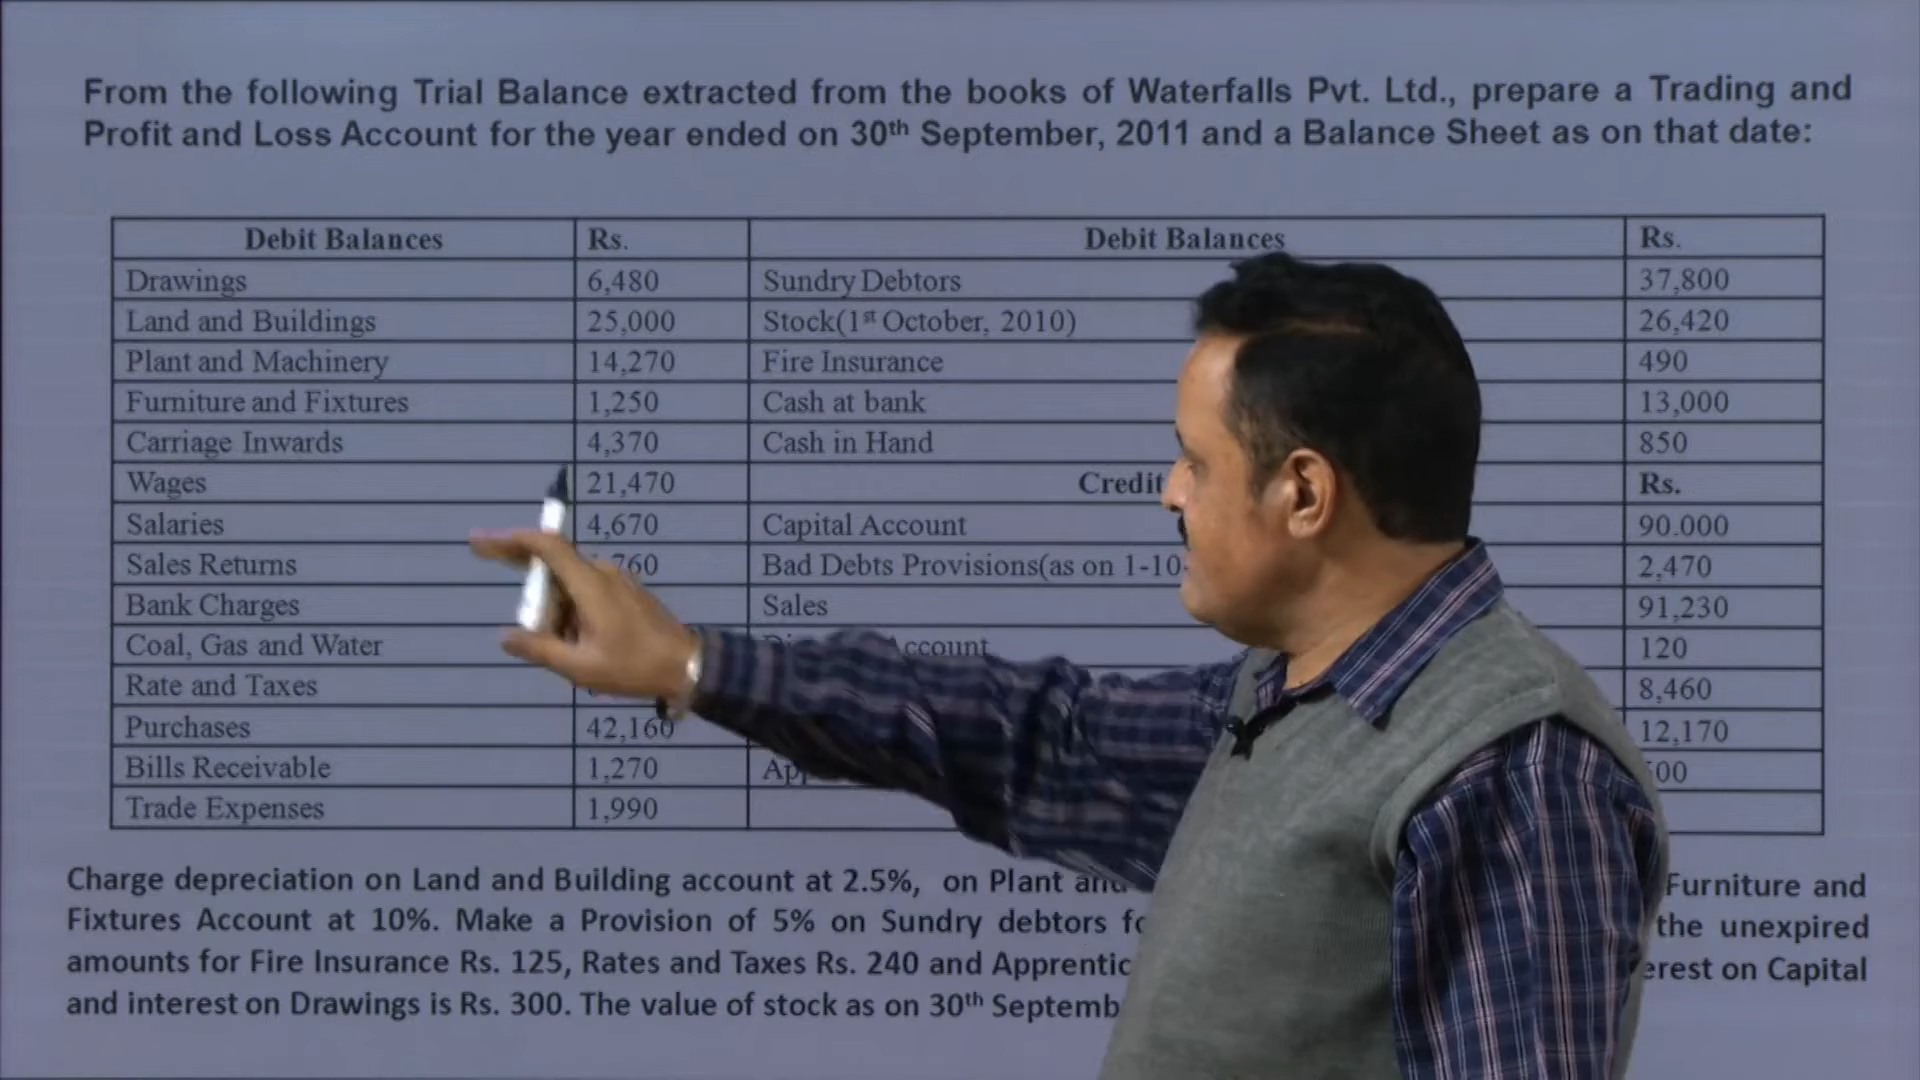 From the following Trial Balance extracted from the books of Waterfalls Pvt. Ltd., prepare a Trading and
Profit and Loss Account for the year ended on 30th September, 2011 and a Balance Sheet as on that date:
Debit Balances Rs. Debit Balances Rs.
Drawings 6,480 Sundry Debtors 37,800
Land and Buildings 25,000 Stock(1st October, 2010) 26,420
Plant and Machinery 14,270 Fire Insurance 490
Furniture and Fixtures 1,250 Cash at bank 13,000
Carriage Inwards 4,370 Cash in Hand 850
Wages 21,470 Credit Rs.
Salaries 4,670 Capital Account 90.000
Sales Returns 760 Bad Debts Provisions(as on 1-10- 2,470
Bank Charges Sales 91,230
Coal, Gas and Water Account 120
Rate and Taxes 8,460
Purchases 42,160 12,170
Bills Receivable 1,270 00
Trade Expenses 1,990
Charge depreciation on Land and Building account at 2.5%, on Plant and Furniture and
Fixtures Account at 10%. Make a Provision of 5% on Sundry debtors the unexpired
amounts for Fire Insurance Rs. 125, Rates and Taxes Rs. 240 and on Capital
and interest on Drawings is Rs. 300. The value of stock as on 30th